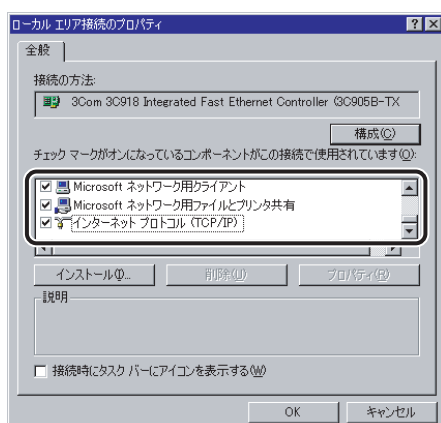 ローカル エリア接続のプロパティ
全般
接続の方法:
3Com 3C918 Integrated Fast Ethernet Controller (3C905B-TX
構成(C)
チェック マークがオンになっているコンポーネントがこの接続で使用されています(O):
Microsoft ネットワーク用クライアント
Microsoft ネットワーク用ファイルとプリンタ共有
インターネット プロトコル (TCP/IP)
インストール(I)... 削除(U) プロパティ(R)
説明
接続時にタスク バーにアイコンを表示する(W)
OK キャンセル